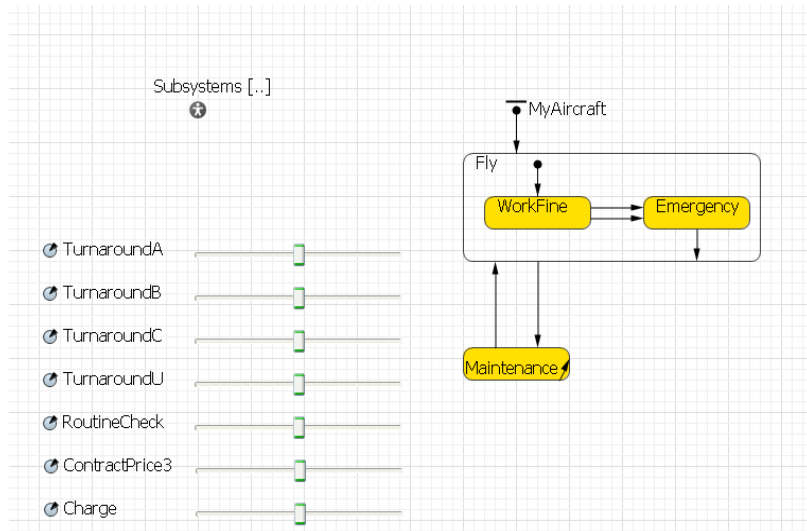 Subsystems [..]
MyAircraft
Fly
WorkFine
Emergency
Maintenance
TurnaroundA
TurnaroundB
TurnaroundC
TurnaroundU
RoutineCheck
ContractPrice3
Charge